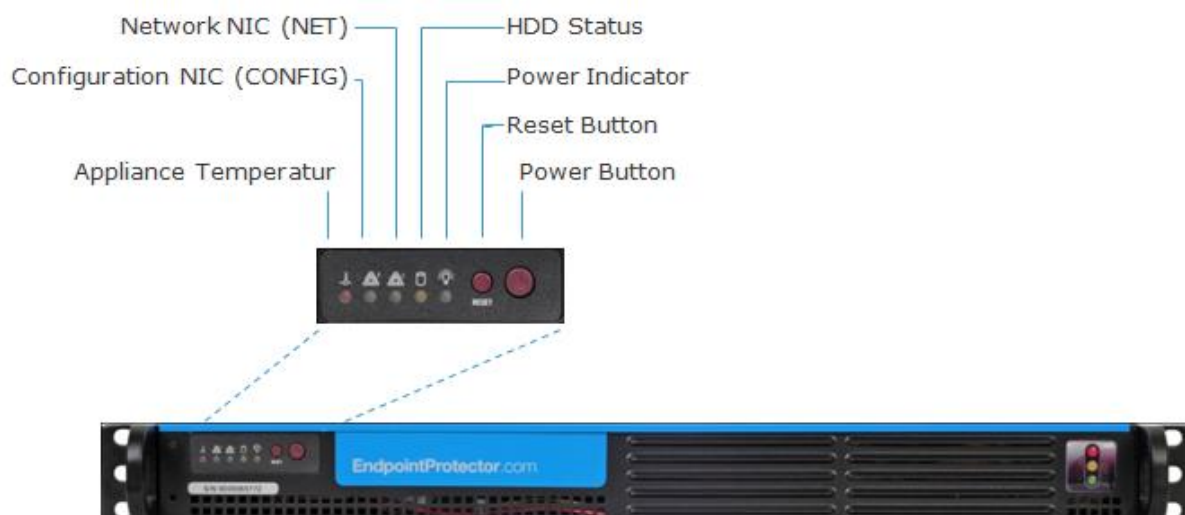 Network NIC (NET)
HDD Status
Configuration NIC (CONFIG)
Power Indicator
Reset Button
Appliance Temperatur
Power Button
RESET
EndpointProtector.com